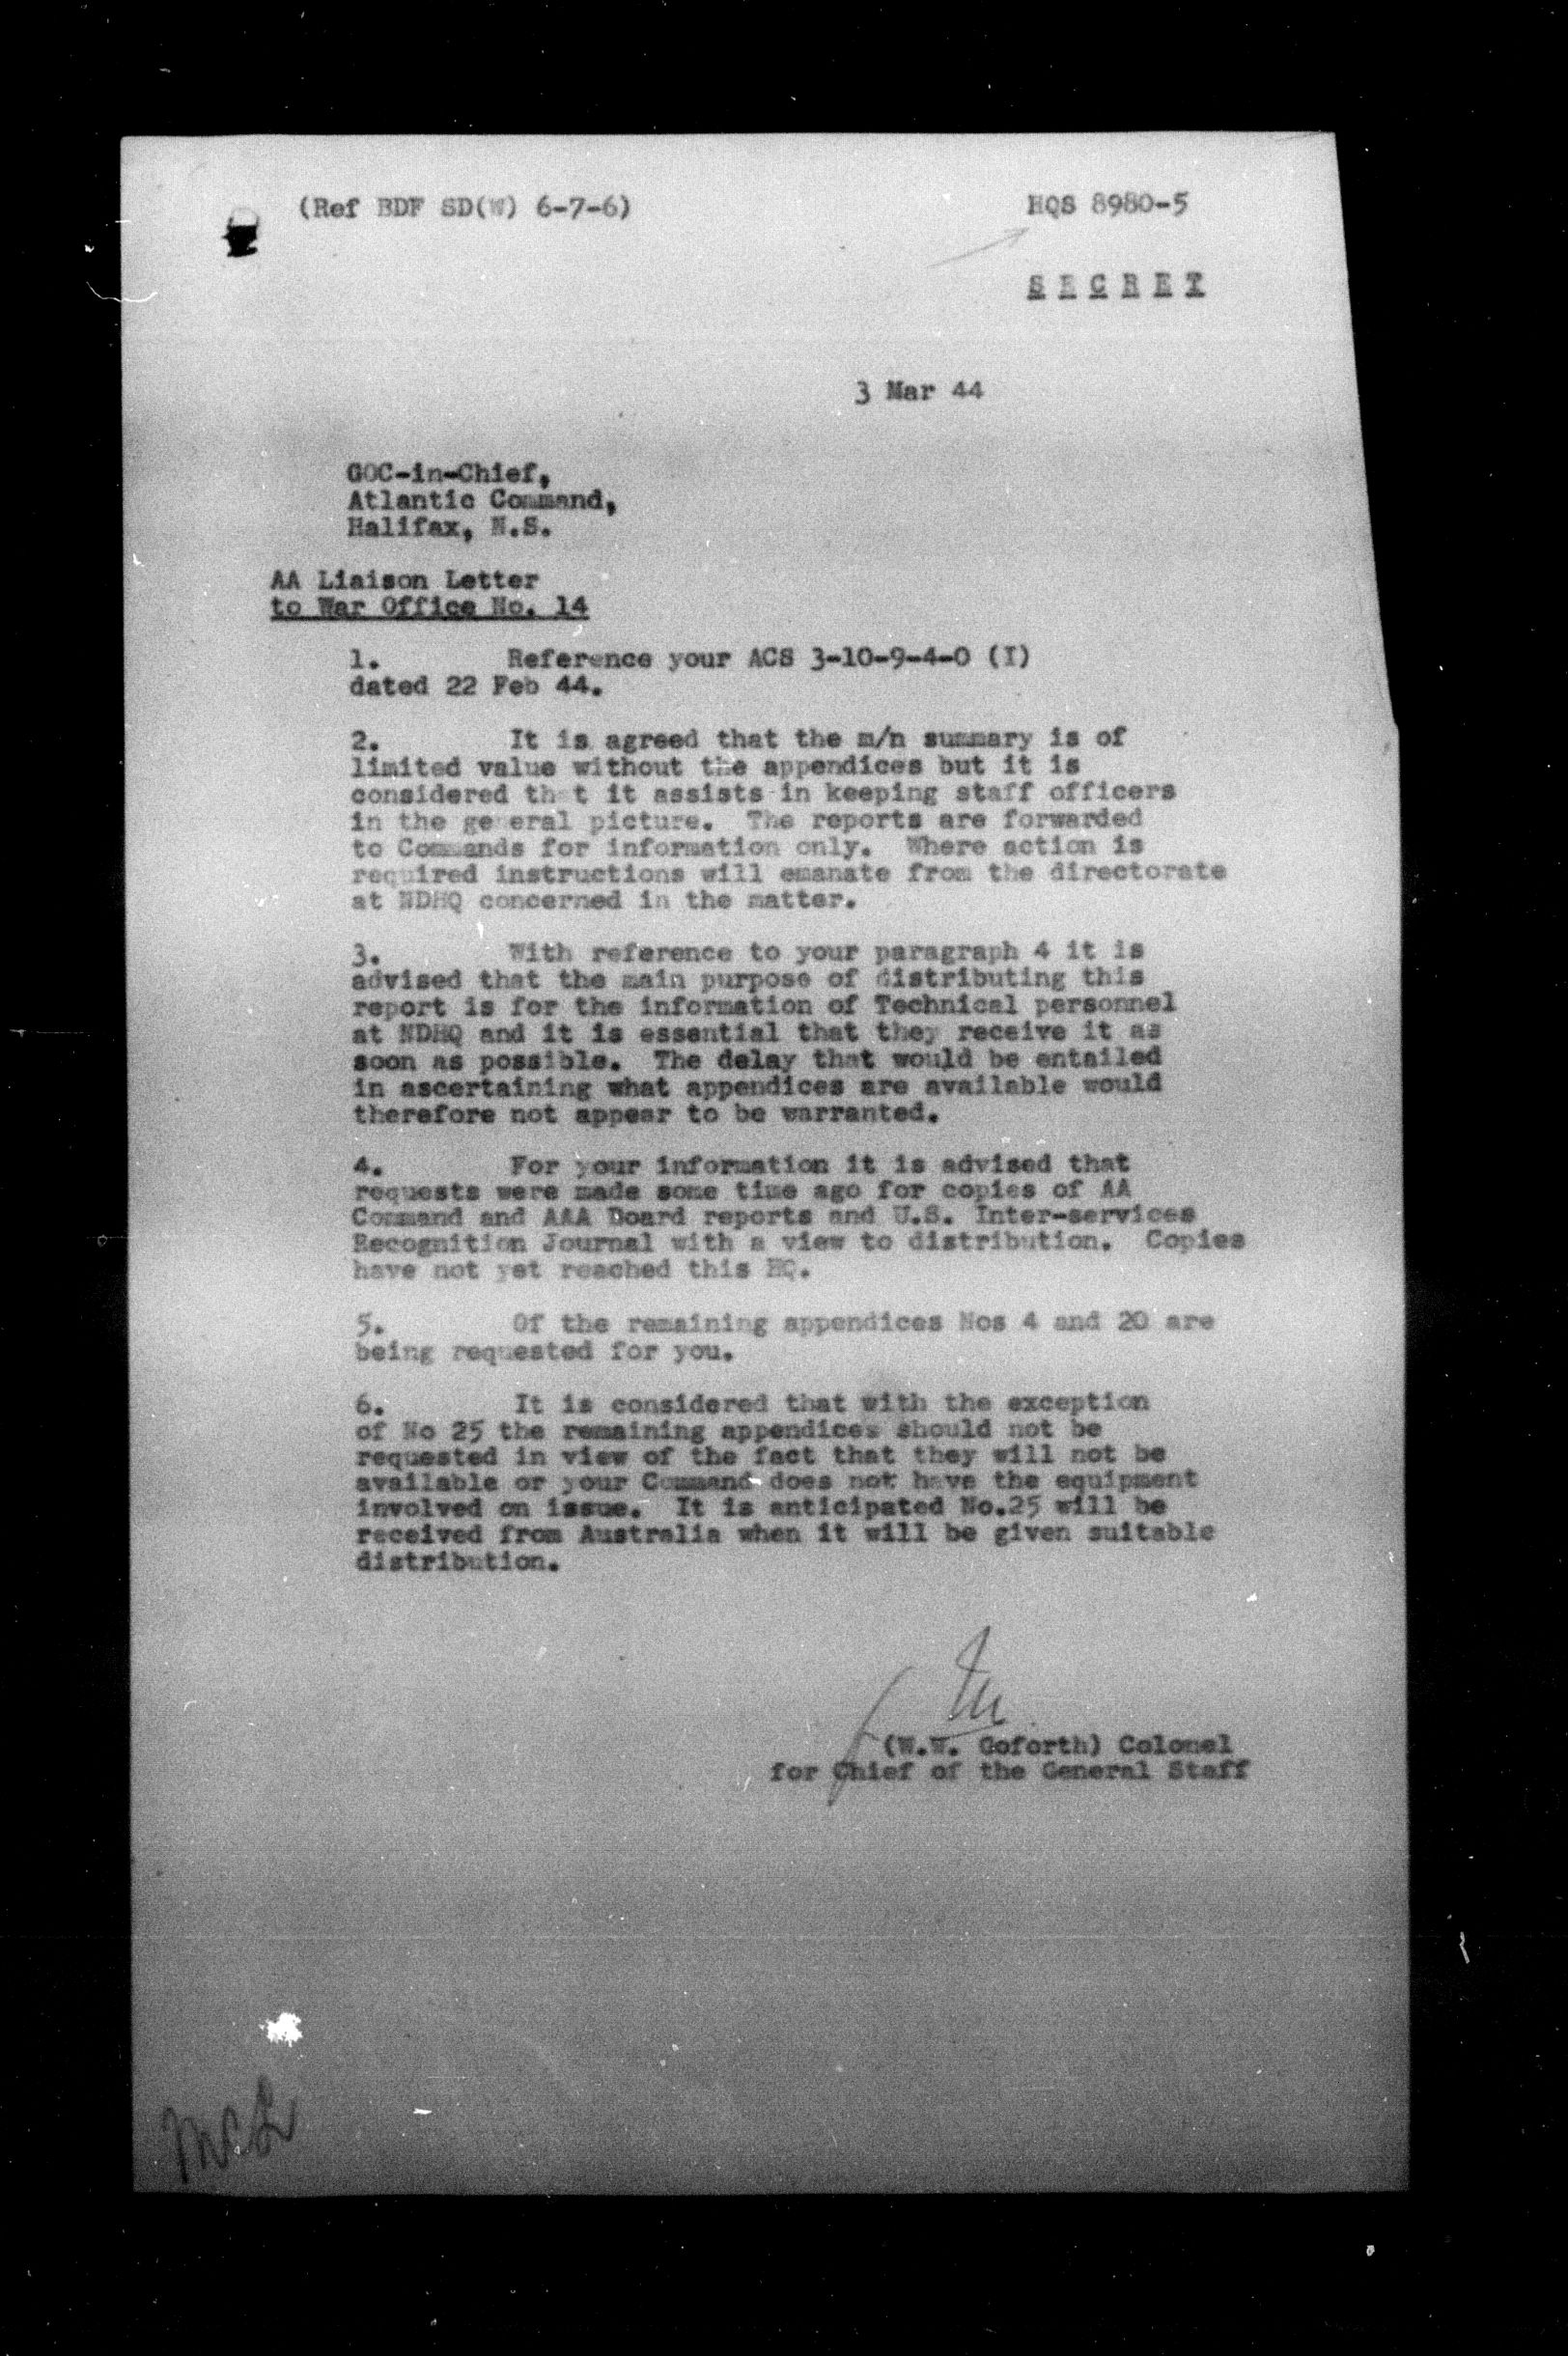 (Ref BDF SD(W) 6-7-6)
HQS 8980-5
SECRET
3 Mar 44
GOC-in-Chief,
Atlantic Command,
Halifax, N.S.
AA Liaison Letter
to War Office No. 14
1. Reference your ACS 3-10-9-4-0 (I)
dated 22 Feb 44.
2. It is agreed that the m/n summary is of
limited value without the appendices but it is
considered that it assists in keeping staff officers
in the general picture. The reports are forwarded
to Commands for information only. Where action is
required instructions will emanate from the directorate
at NDHQ concerned in the matter.
3. With reference to your paragraph 4 it is
advised that the main purpose of distributing this
report is for the information of Technical personnel
at NDHQ and it is essential that they receive it as
soon as possible. The delay that would be entailed
in ascertaining what appendices are available would
therefore not appear to be warranted.
4. For your information it is advised that
requests were made some time ago for copies of AA
Command and AAA Board reports and U.S. Inter-services
Recognition Journal with a view to distribution. Copies
have not yet reached this HQ.
5. Of the remaining appendices Nos 4 and 20 are
being requested for you.
6. It is considered that with the exception
of No 25 the remaining appendices should not be
requested in view of the fact that they will not be
available or your Command does not have the equipment
involved on issue. It is anticipated No.25 will be
received from Australia when it will be given suitable
distribution.
(W.W. Goforth) Colonel
for Chief of the General Staff